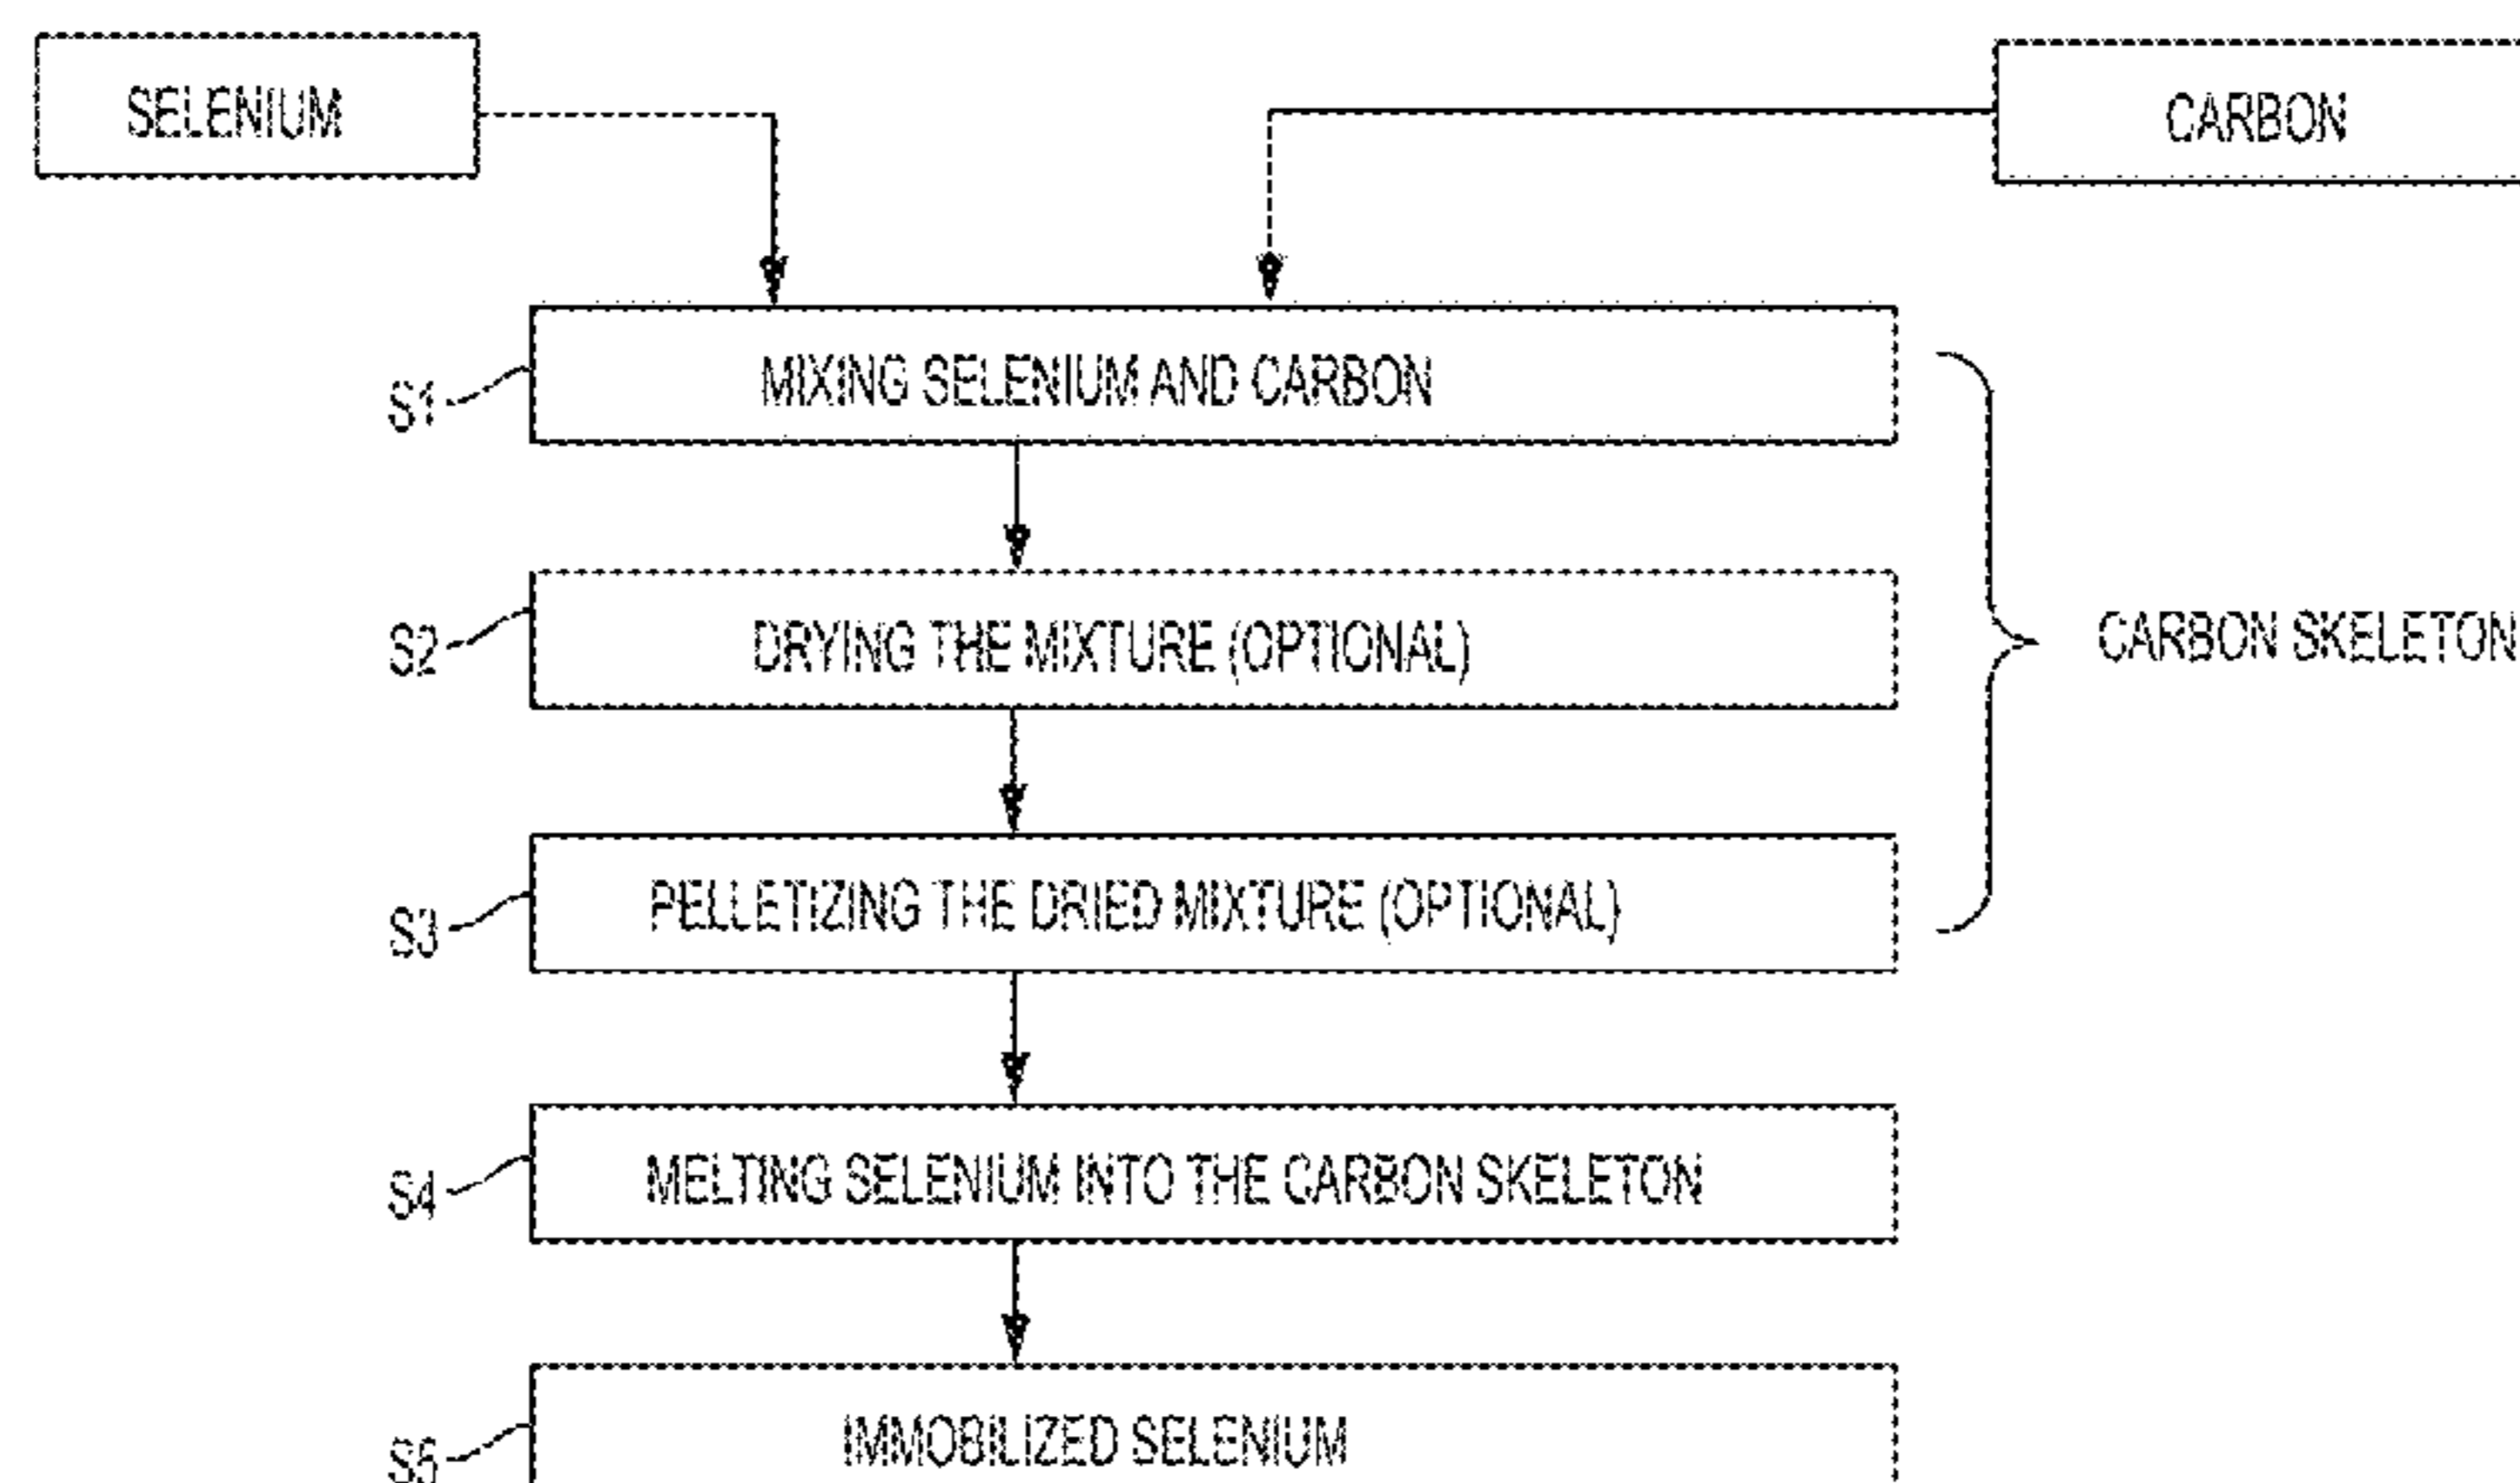 SELENIUM
CARBON
MIXING SELENIUM AND CARBON
S1
DRYING THE MIXTURE (OPTIONAL)
S2
CARBON SKELETON
PELLETIZING THE DRIED MIXTURE (OPTIONAL)
S3
MELTING SELENIUM INTO THE CARBON SKELETON
S4
IMMOBILIZED SELENIUM
S5